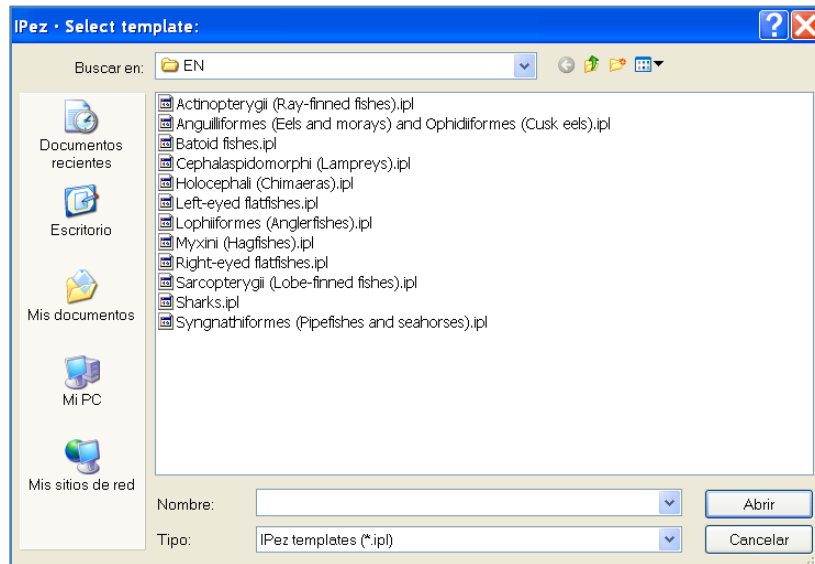 IPez · Select template:
Buscar en:
EN
Documentos
recientes
Escritorio
Mis documentos
Mi PC
Mis sitios de red
Actinopterygii (Ray-finned fishes).ipl
Anguilliformes (Eels and morays) and Ophidiiformes (Cusk eels).ipl
Batoid fishes.ipl
Cephalaspidomorphi (Lampreys).ipl
Holocephali (Chimaeras).ipl
Left-eyed flatfishes.ipl
Lophiiformes (Anglerfishes).ipl
Myxini (Hagfishes).ipl
Right-eyed flatfishes.ipl
Sarcopterygii (Lobe-finned fishes).ipl
Sharks.ipl
Syngnathiformes (Pipefishes and seahorses).ipl
Nombre:
Abrir
Tipo:
IPez templates (*.ipl)
Cancelar